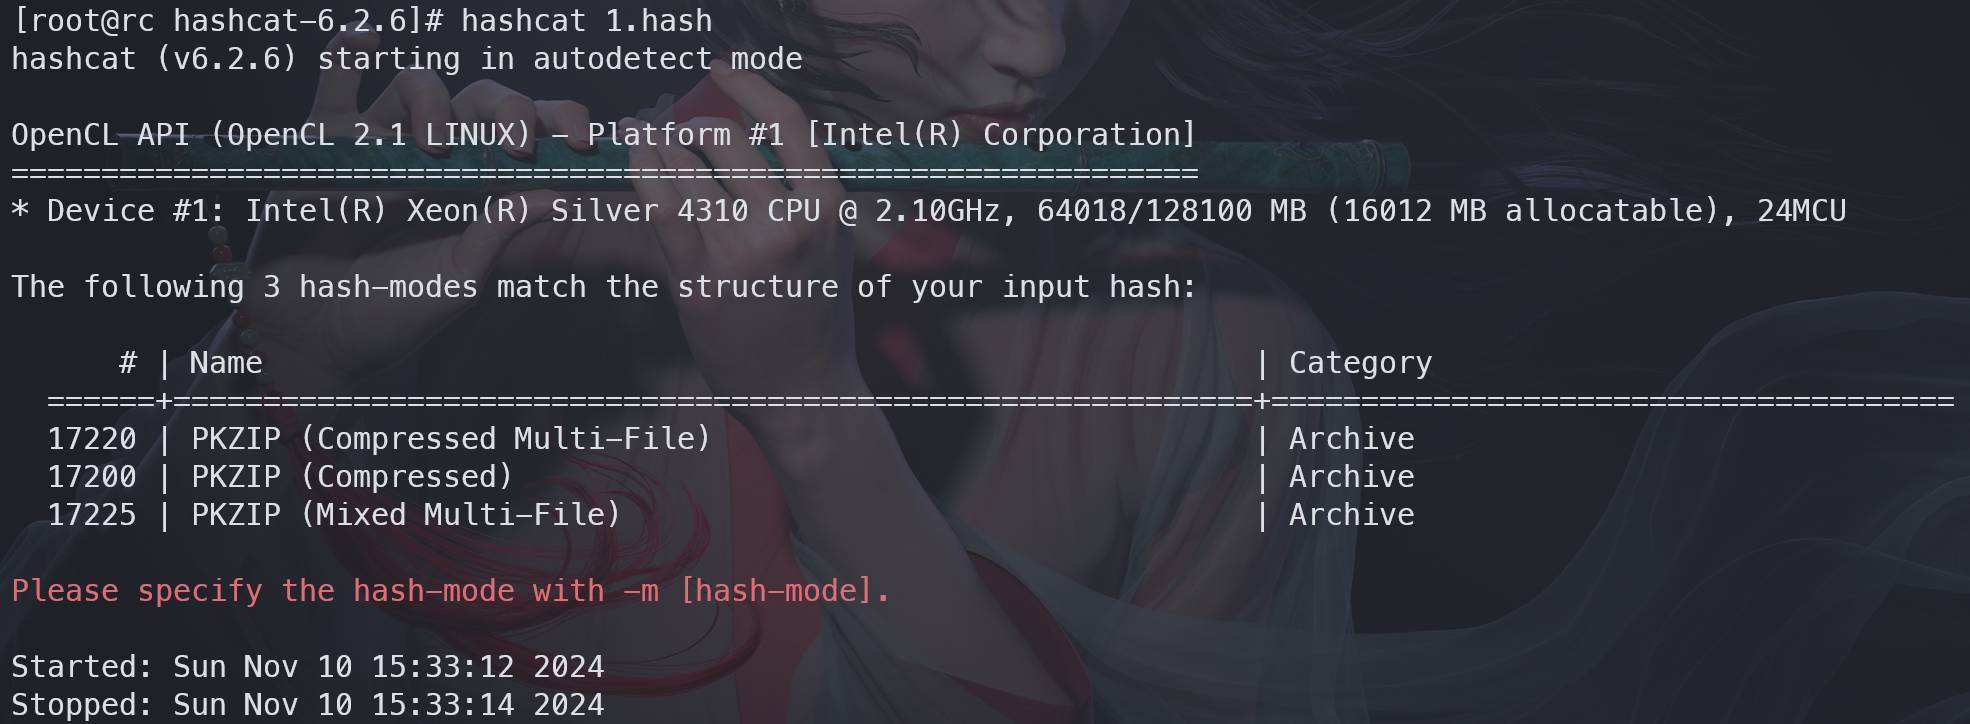 [root@rc hashcat-6.2.6]# hashcat 1.hash
hashcat (v6.2.6) starting in autodetect mode
OpenCL API (OpenCL 2.1 LINUX) - Platform #1 [Intel(R) Corporation]
==================================================================
* Device #1: Intel(R) Xeon(R) Silver 4310 CPU @ 2.10GHz, 64018/128100 MB (16012 MB allocatable), 24MCU
The following 3 hash-modes match the structure of your input hash:
      # | Name                                                       | Category
  ======+============================================================+======================================
  17220 | PKZIP (Compressed Multi-File)                              | Archive
  17200 | PKZIP (Compressed)                                         | Archive
  17225 | PKZIP (Mixed Multi-File)                                   | Archive
Please specify the hash-mode with -m [hash-mode].
Started: Sun Nov 10 15:33:12 2024
Stopped: Sun Nov 10 15:33:14 2024